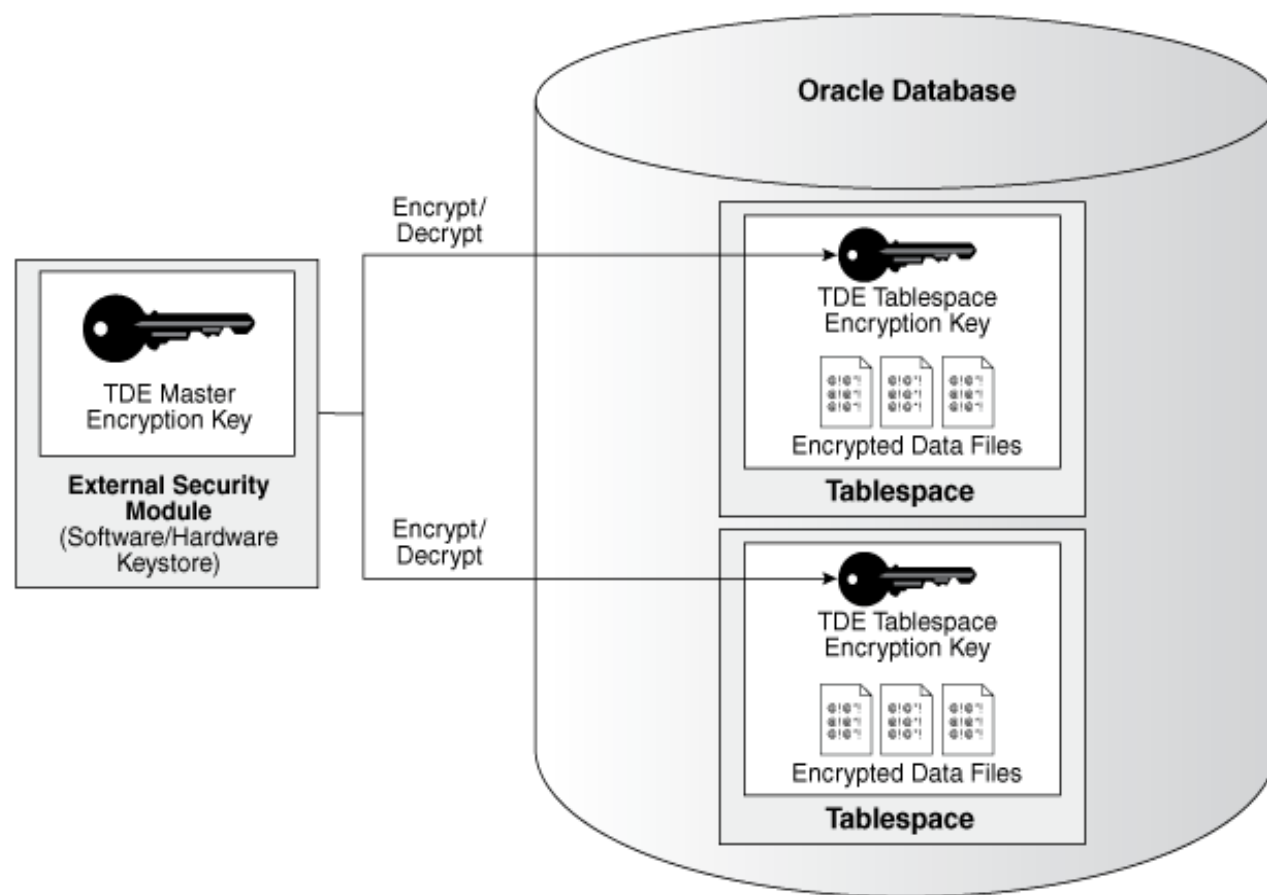 Oracle Database
Encrypt/
Decrypt
TDE Master
Encryption Key
External Security
Module
(Software/Hardware
Keystore)
TDE Tablespace
Encryption Key
@!@*!
@!@*!
@!@*!
@!@*!
@!@*!
@!@*!
@!@*!
@!@*!
@!@*!
Encrypted Data Files
Tablespace
Encrypt/
Decrypt
TDE Tablespace
Encryption Key
@!@*!
@!@*!
@!@*!
@!@*!
@!@*!
@!@*!
@!@*!
@!@*!
@!@*!
Encrypted Data Files
Tablespace